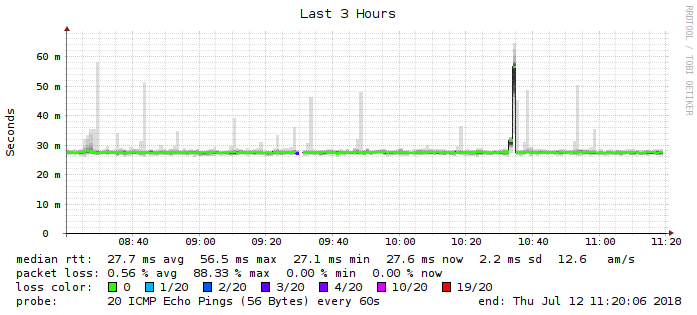 Last 3 Hours
RRDTOOL / TOBI OETIKER
Seconds
60 m
50 m
40 m
30 m
20 m
10 m
0
08:40 09:00 09:20 09:40 10:00 10:20 10:40 11:00 11:20
median rtt: 27.7 ms avg 56.5 ms max 27.1 ms min 27.6 ms now 2.2 ms sd 12.6 am/s
packet loss: 0.56 % avg 88.33 % max 0.00 % min 0.00 % now
loss color: 0 1/20 2/20 3/20 4/20 10/20 19/20
probe: 20 ICMP Echo Pings (56 Bytes) every 60s end: Thu Jul 12 11:20:06 2018